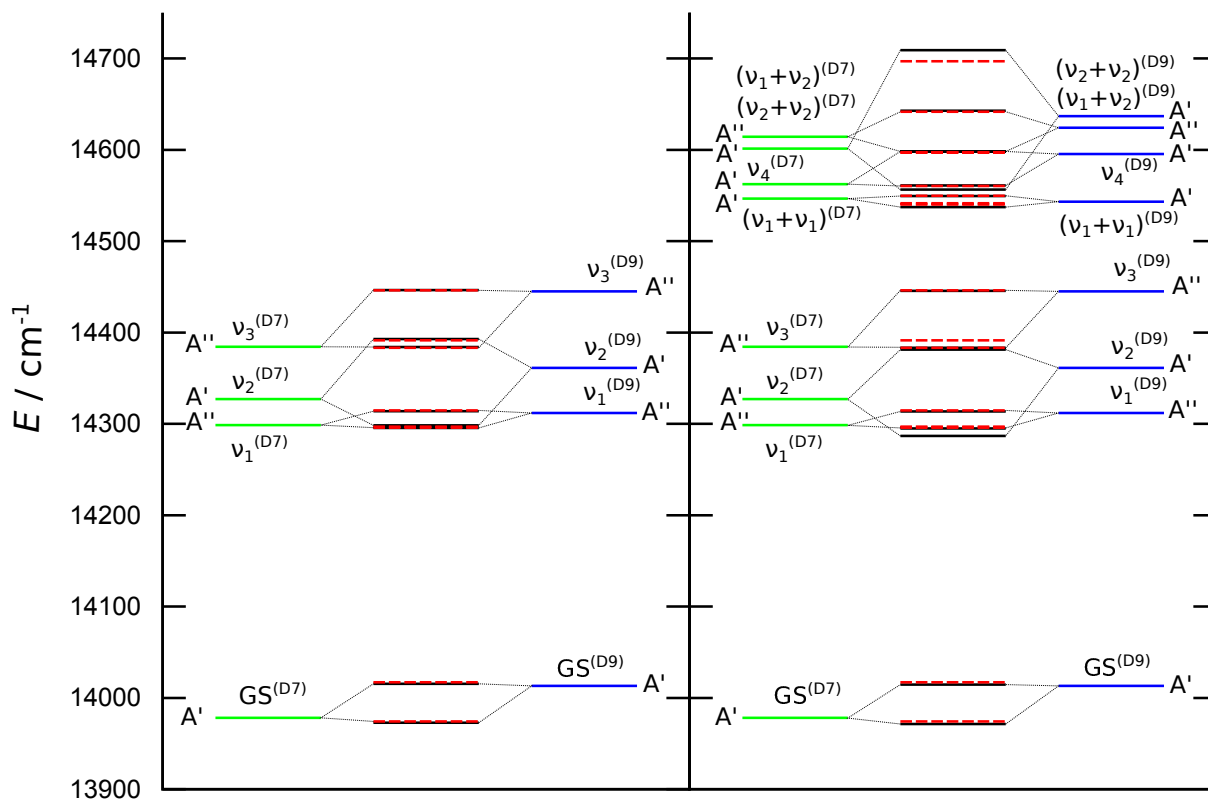 E / cm⁻¹
14700
14600
14500
14400
14300
14200
14100
14000
13900
ν₃⁽ᴰ⁹⁾
A''
ν₃⁽ᴰ⁷⁾
A''
ν₂⁽ᴰ⁹⁾
A'
ν₂⁽ᴰ⁷⁾
A'
ν₁⁽ᴰ⁹⁾
A''
A''
ν₁⁽ᴰ⁷⁾
GS⁽ᴰ⁹⁾
A'
GS⁽ᴰ⁷⁾
A'
(ν₁+ν₂)⁽ᴰ⁷⁾
(ν₂+ν₂)⁽ᴰ⁷⁾
A''
A'
ν₄⁽ᴰ⁷⁾
A'
A'
(ν₁+ν₁)⁽ᴰ⁷⁾
(ν₂+ν₂)⁽ᴰ⁹⁾
(ν₁+ν₂)⁽ᴰ⁹⁾
A'
A''
A'
ν₄⁽ᴰ⁹⁾
A'
(ν₁+ν₁)⁽ᴰ⁹⁾
ν₃⁽ᴰ⁹⁾
A''
ν₃⁽ᴰ⁷⁾
A''
ν₂⁽ᴰ⁹⁾
A'
ν₂⁽ᴰ⁷⁾
A'
ν₁⁽ᴰ⁹⁾
A''
A''
ν₁⁽ᴰ⁷⁾
GS⁽ᴰ⁹⁾
A'
GS⁽ᴰ⁷⁾
A'